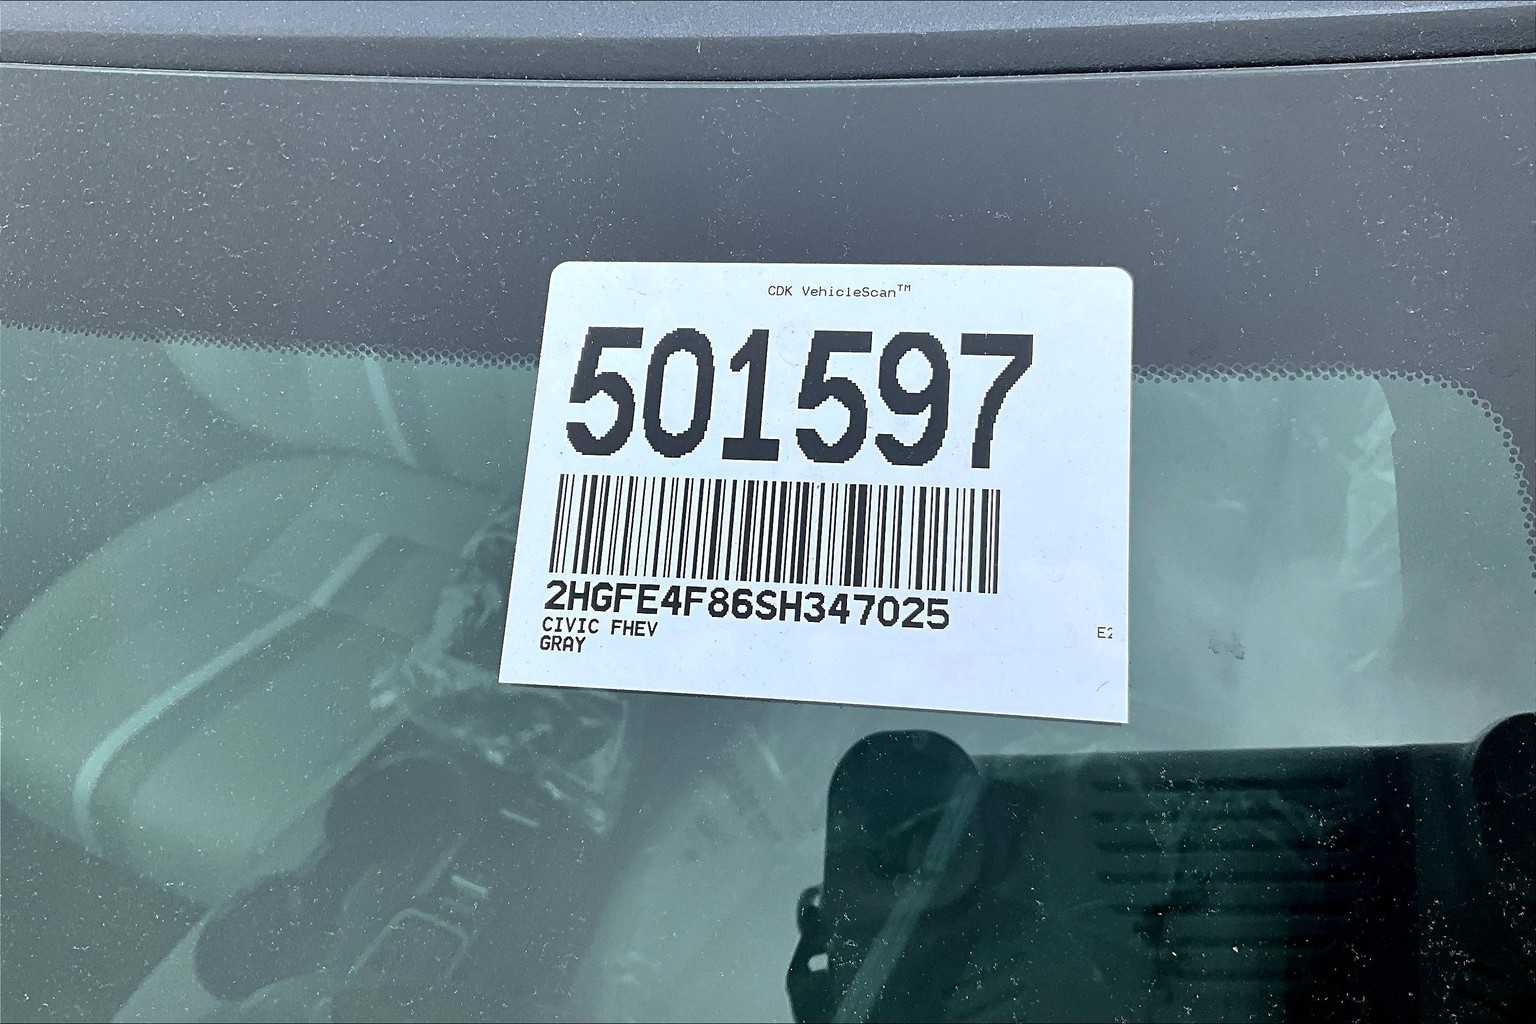 CDK VehicleScan™
501597
2HGFE4F86SH347025
CIVIC FHEV
GRAY
E2